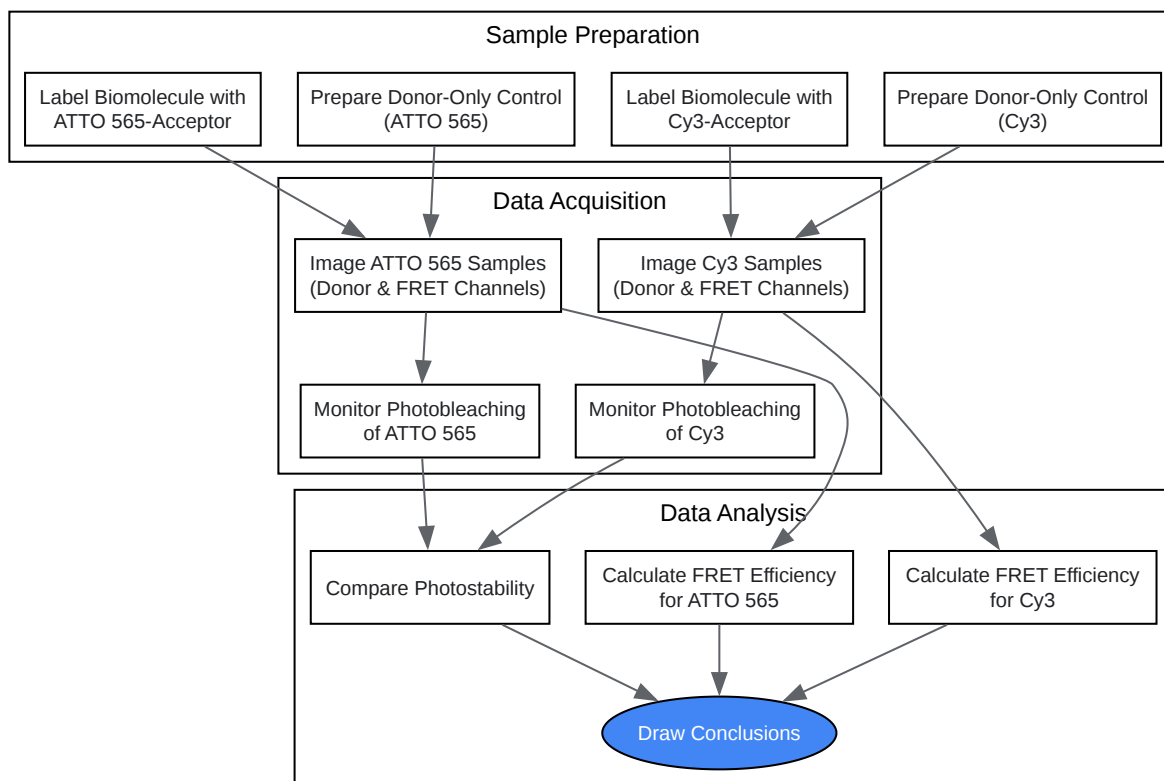 Sample Preparation
Label Biomolecule with
ATTO 565-Acceptor
Prepare Donor-Only Control
(ATTO 565)
Label Biomolecule with
Cy3-Acceptor
Prepare Donor-Only Control
(Cy3)
Data Acquisition
Image ATTO 565 Samples
(Donor & FRET Channels)
Image Cy3 Samples
(Donor & FRET Channels)
Monitor Photobleaching
of ATTO 565
Monitor Photobleaching
of Cy3
Data Analysis
Compare Photostability
Calculate FRET Efficiency
for ATTO 565
Calculate FRET Efficiency
for Cy3
Draw Conclusions